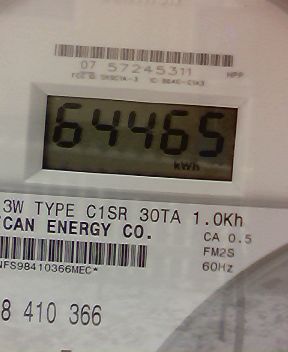 07 57245311
HPP
64465
kWh
3W TYPE C1SR 30TA 1.0Kh
CAN ENERGY CO.
CA 0.5
FM2S
60Hz
NFS98410366MEC*
8 410 366